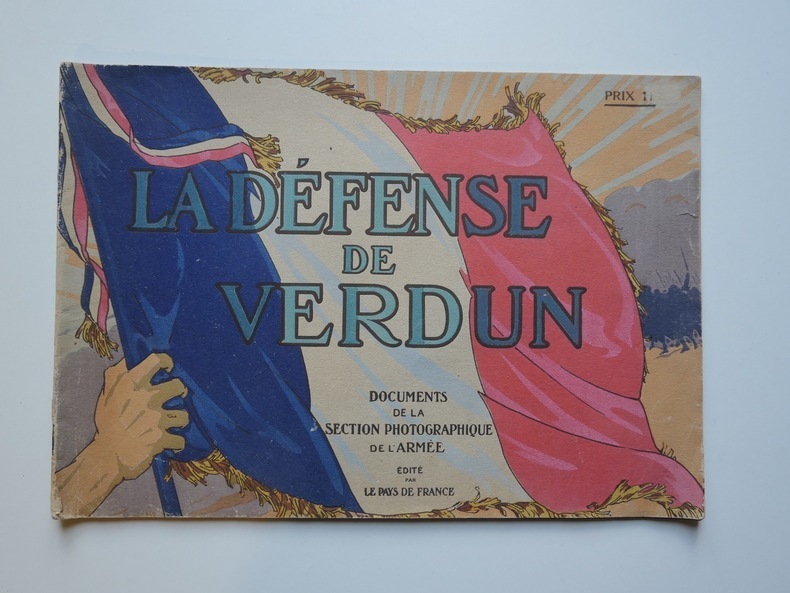 PRIX 1f
LA DÉFENSE
DE
VERDUN
DOCUMENTS
DE LA
SECTION PHOTOGRAPHIQUE
DE L'ARMÉE
ÉDITÉ
PAR
LE PAYS DE FRANCE